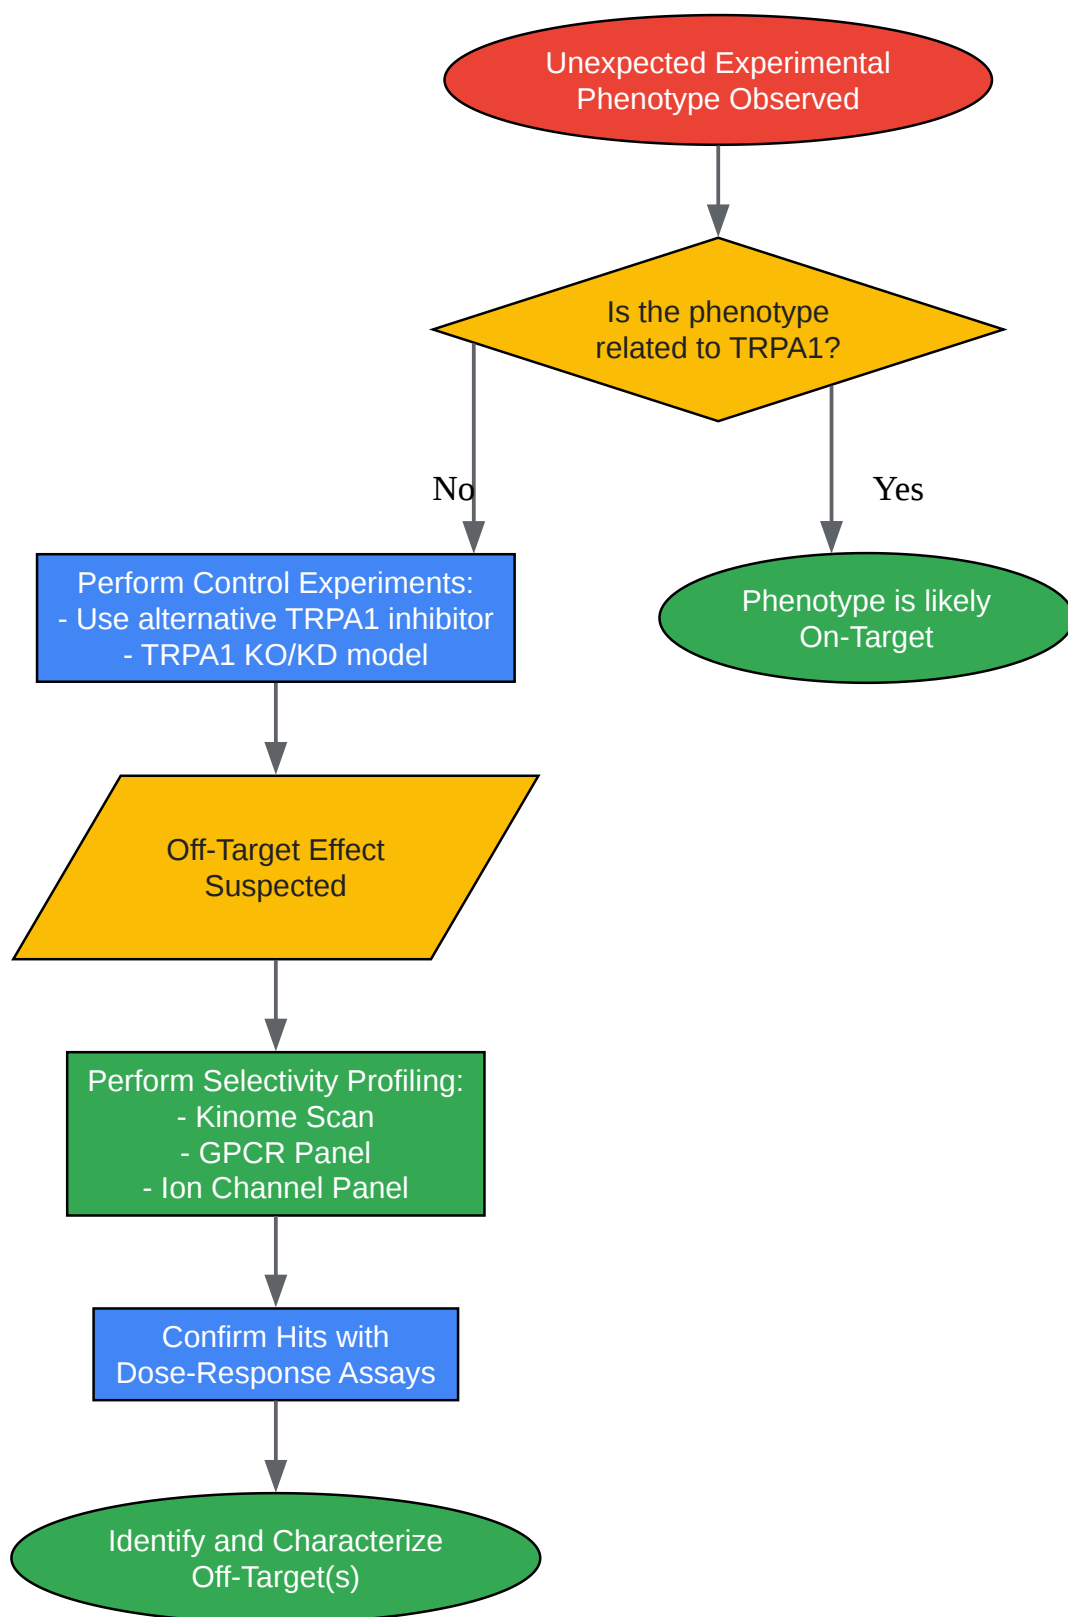 Unexpected Experimental
Phenotype Observed
Is the phenotype
related to TRPA1?
No
Yes
Perform Control Experiments:
- Use alternative TRPA1 inhibitor
- TRPA1 KO/KD model
Phenotype is likely
On-Target
Off-Target Effect
Suspected
Perform Selectivity Profiling:
- Kinome Scan
- GPCR Panel
- Ion Channel Panel
Confirm Hits with
Dose-Response Assays
Identify and Characterize
Off-Target(s)